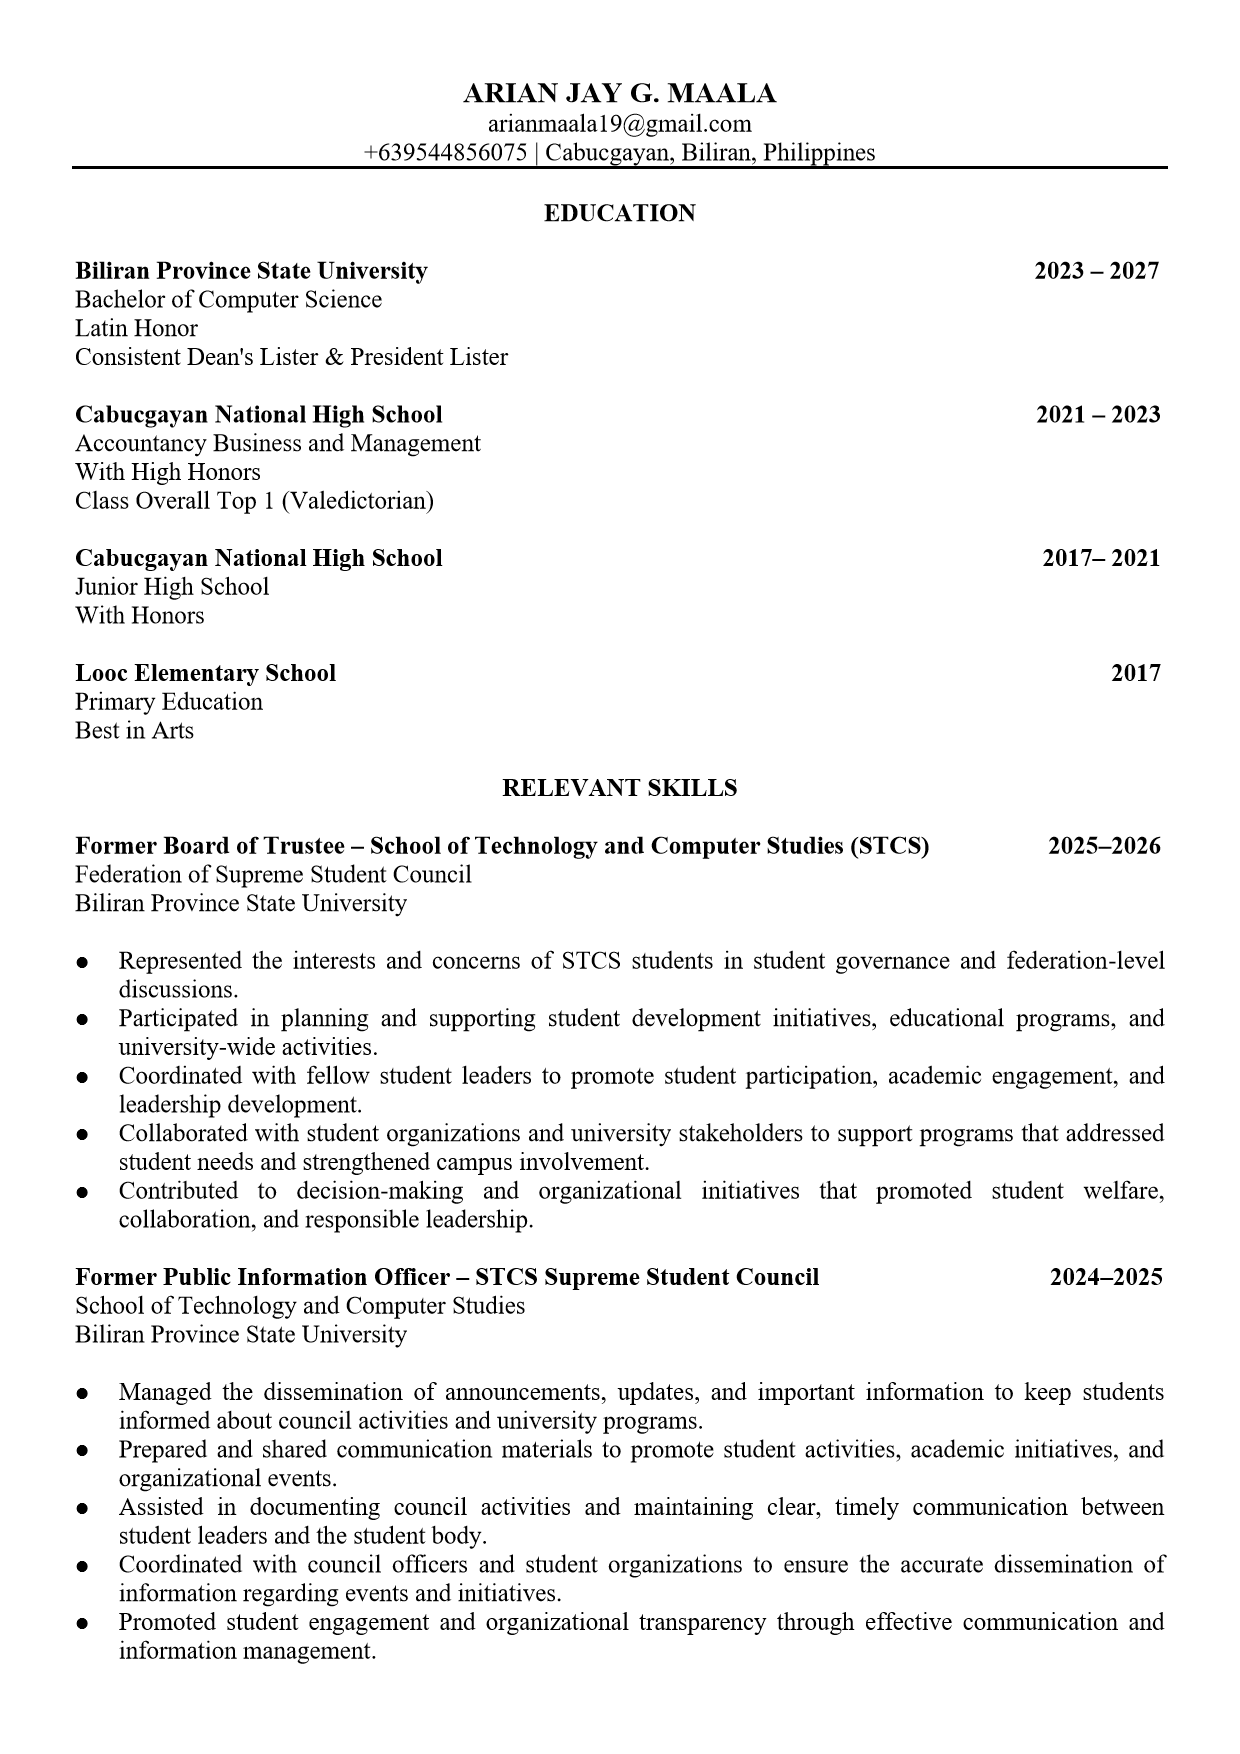 ARIAN JAY G. MAALA
arianmaala19@gmail.com
+639544856075 | Cabucgayan, Biliran, Philippines
EDUCATION
Biliran Province State University 2023 – 2027
Bachelor of Computer Science
Latin Honor
Consistent Dean's Lister & President Lister
Cabucgayan National High School 2021 – 2023
Accountancy Business and Management
With High Honors
Class Overall Top 1 (Valedictorian)
Cabucgayan National High School 2017– 2021
Junior High School
With Honors
Looc Elementary School 2017
Primary Education
Best in Arts
RELEVANT SKILLS
Former Board of Trustee – School of Technology and Computer Studies (STCS) 2025–2026
Federation of Supreme Student Council
Biliran Province State University
● Represented the interests and concerns of STCS students in student governance and federation-level
discussions.
● Participated in planning and supporting student development initiatives, educational programs, and
university-wide activities.
● Coordinated with fellow student leaders to promote student participation, academic engagement, and
leadership development.
● Collaborated with student organizations and university stakeholders to support programs that addressed
student needs and strengthened campus involvement.
● Contributed to decision-making and organizational initiatives that promoted student welfare,
collaboration, and responsible leadership.
Former Public Information Officer – STCS Supreme Student Council 2024–2025
School of Technology and Computer Studies
Biliran Province State University
● Managed the dissemination of announcements, updates, and important information to keep students
informed about council activities and university programs.
● Prepared and shared communication materials to promote student activities, academic initiatives, and
organizational events.
● Assisted in documenting council activities and maintaining clear, timely communication between
student leaders and the student body.
● Coordinated with council officers and student organizations to ensure the accurate dissemination of
information regarding events and initiatives.
● Promoted student engagement and organizational transparency through effective communication and
information management.